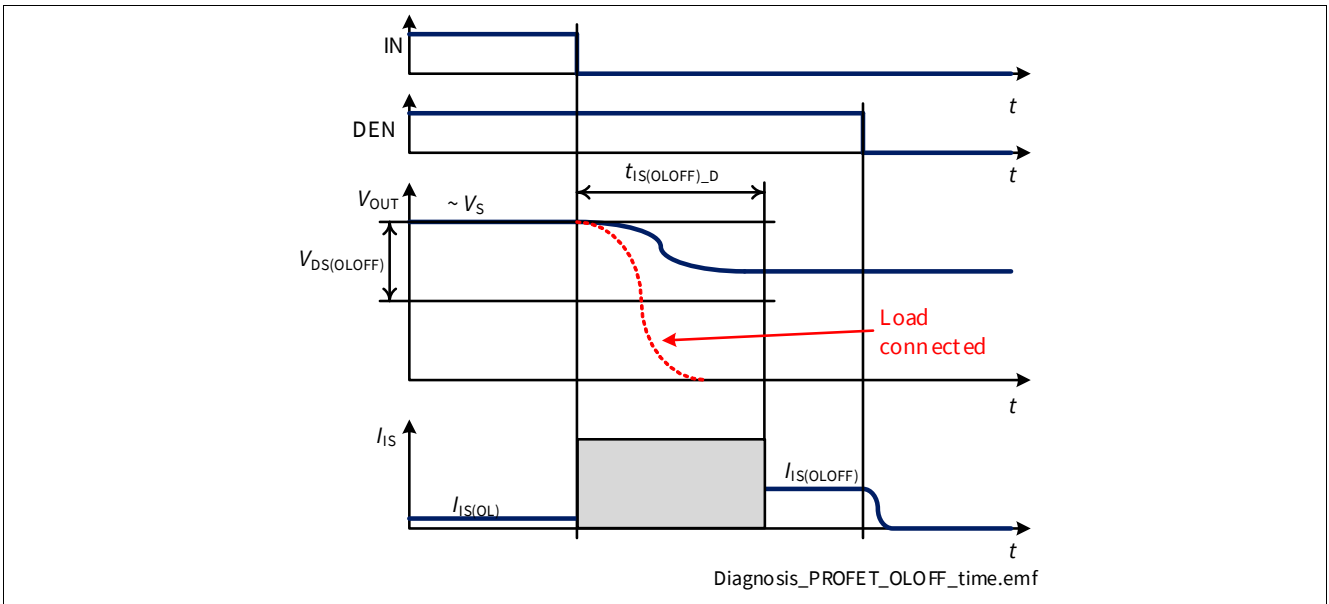 IN
t
DEN
t
tIS(OLOFF)_D
VOUT
~ VS
VDS(OLOFF)
Load
connected
t
IIS
IIS(OLOFF)
IIS(OL)
t
Diagnosis_PROFET_OLOFF_time.emf